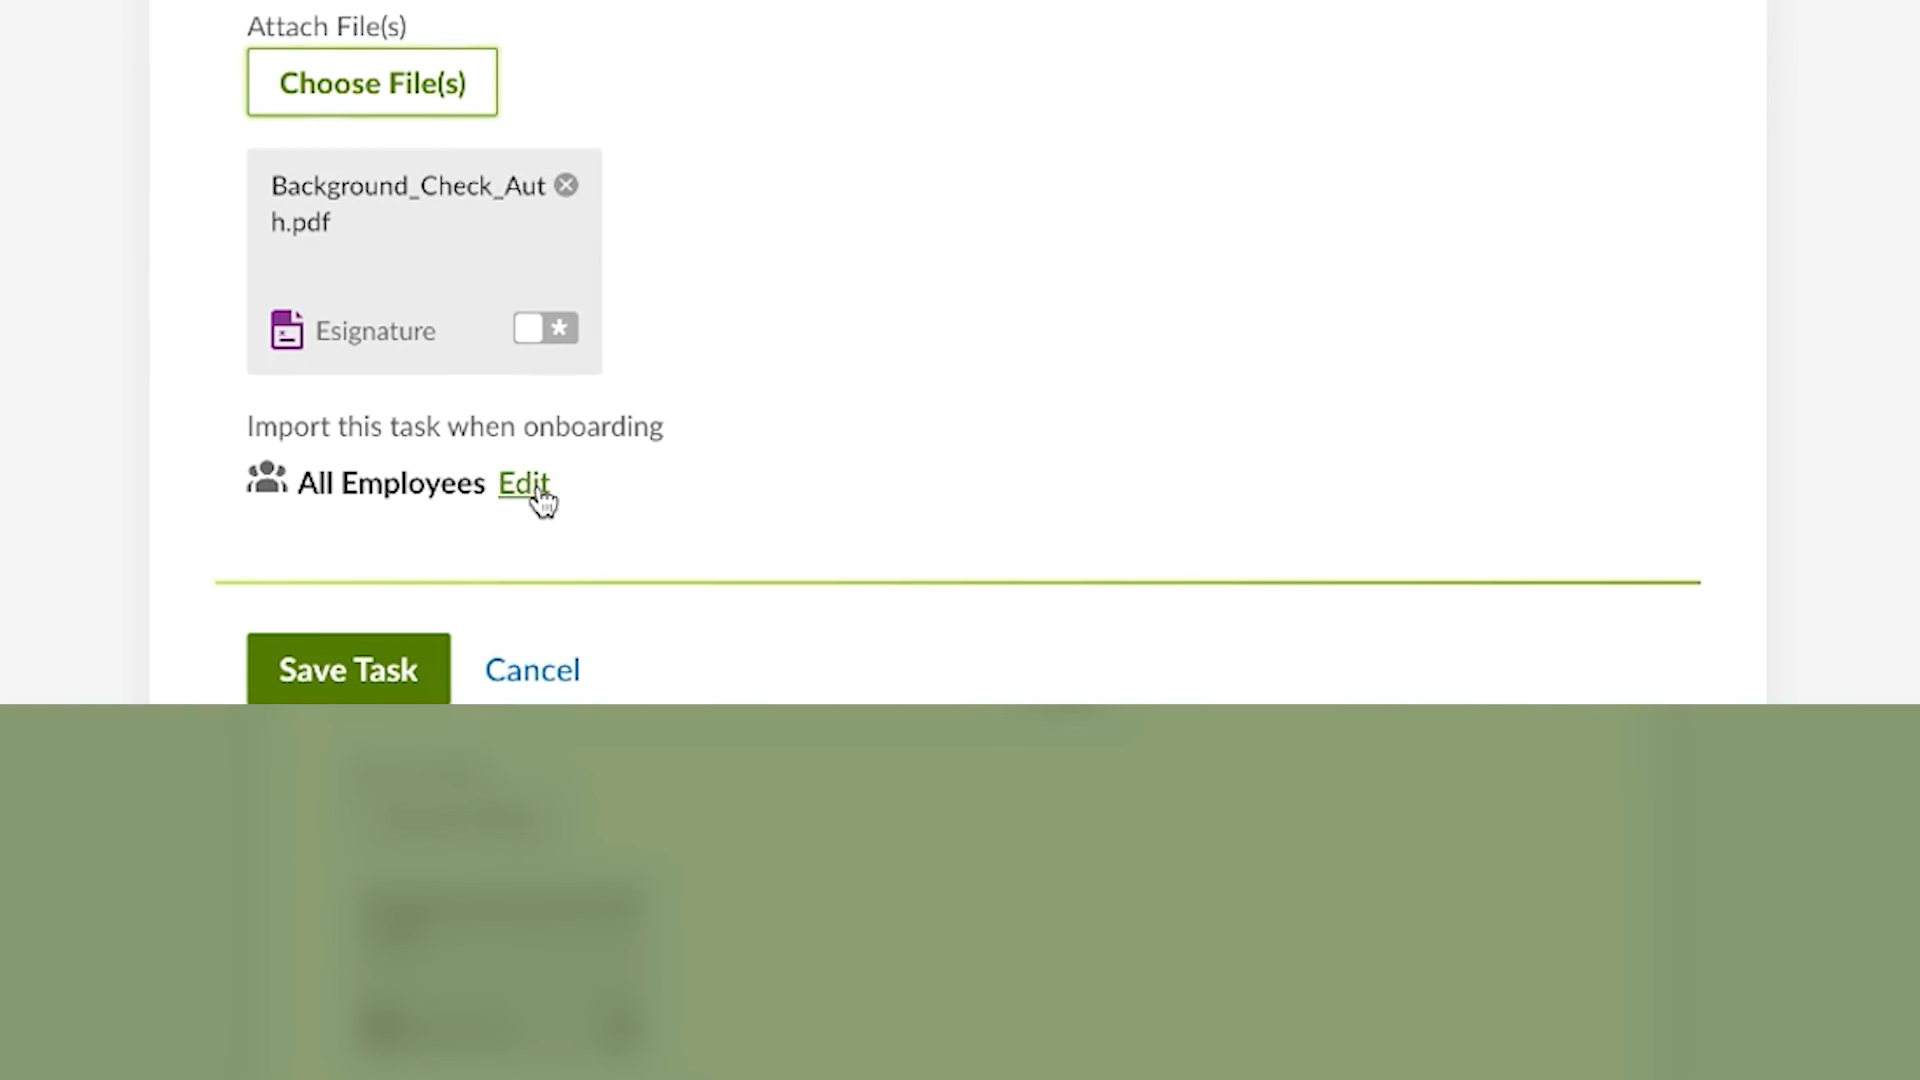 Attach File(s)
Choose File(s)
Background_Check_Aut
h.pdf
Esignature
Import this task when onboarding
All Employees Edit
Save Task Cancel